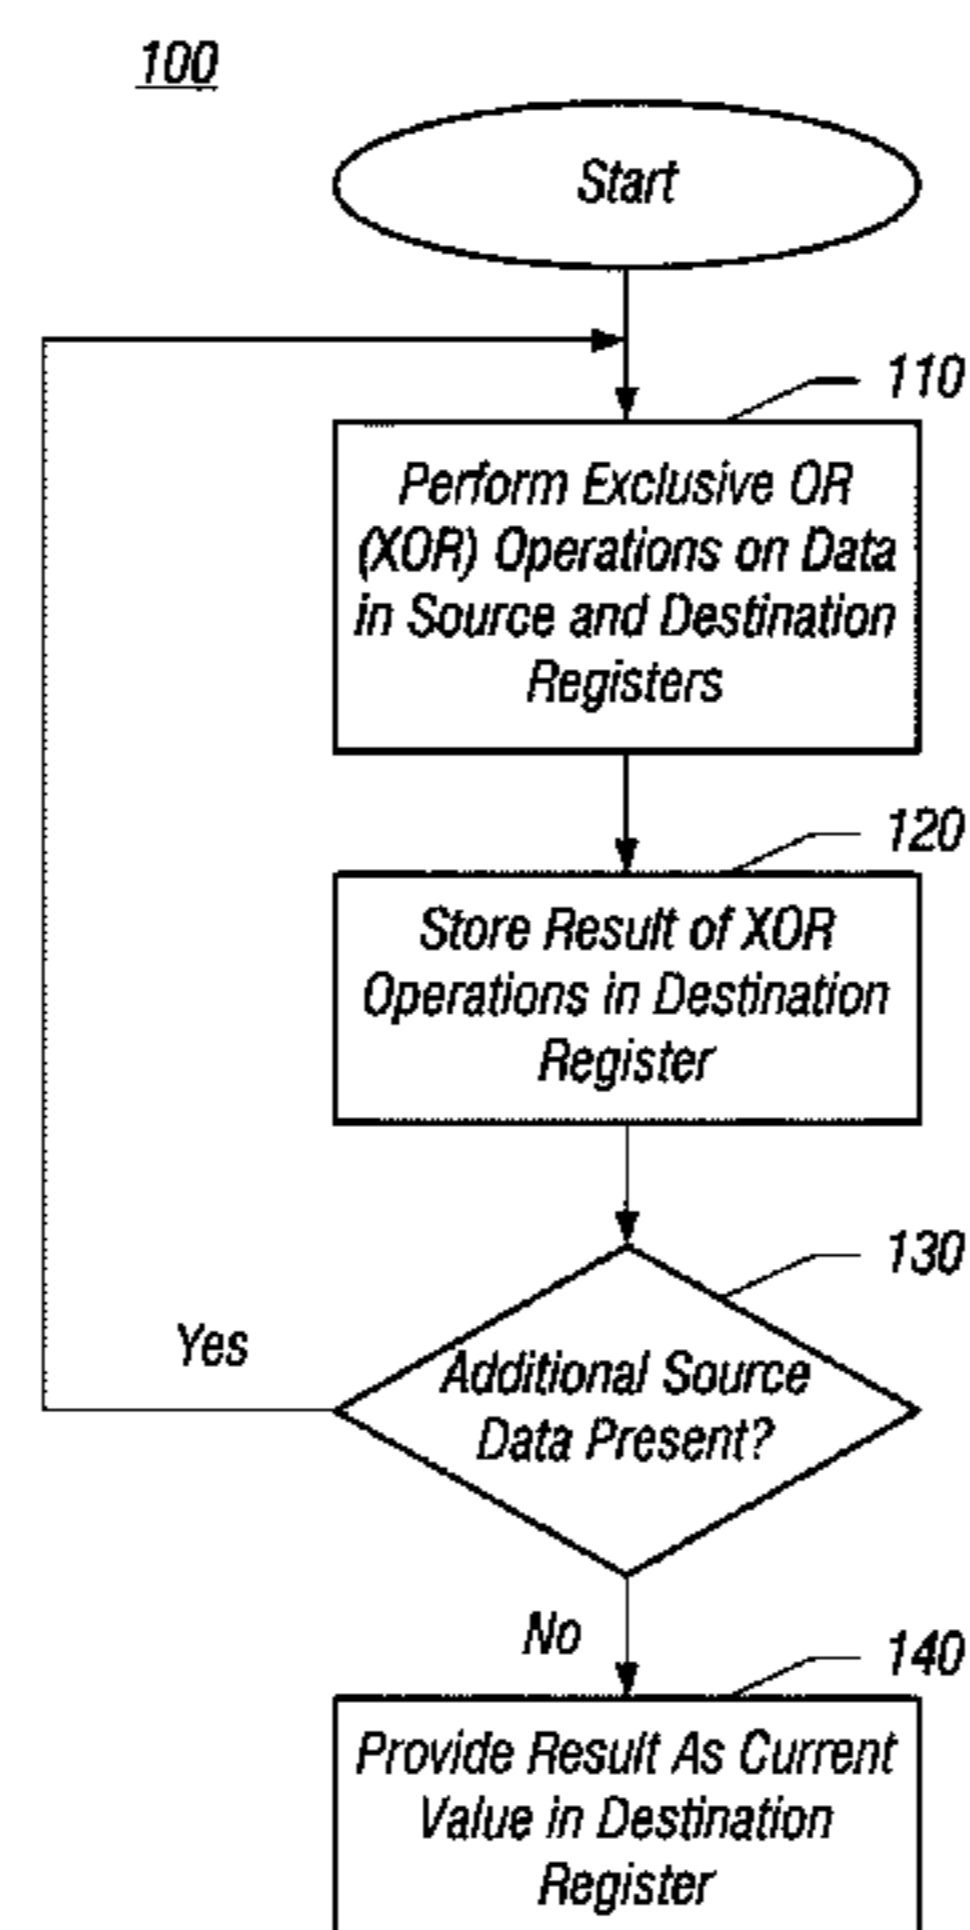 100
Start
110
Perform Exclusive OR
(XOR) Operations on Data
in Source and Destination
Registers
120
Store Result of XOR
Operations in Destination
Register
130
Yes
Additional Source
Data Present?
No
140
Provide Result As Current
Value in Destination
Register